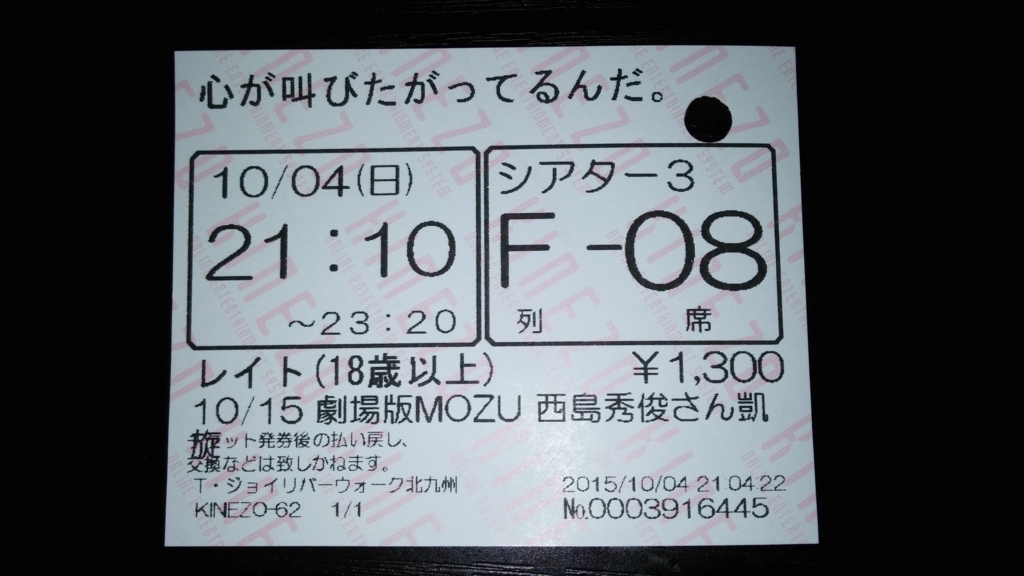 心が叫びたがってるんだ。
10/04(日)
21:10
～23:20
シアター3
F-08
列 席
レイト(18歳以上) ￥1,300
10/15 劇場版MOZU 西島秀俊さん凱
旋
ット発券後の払い戻し、
交換などは致しかねます。
T・ジョイリバーウォーク北九州
KINEZO-62 1/1
2015/10/04 21:04:22
№0003916445